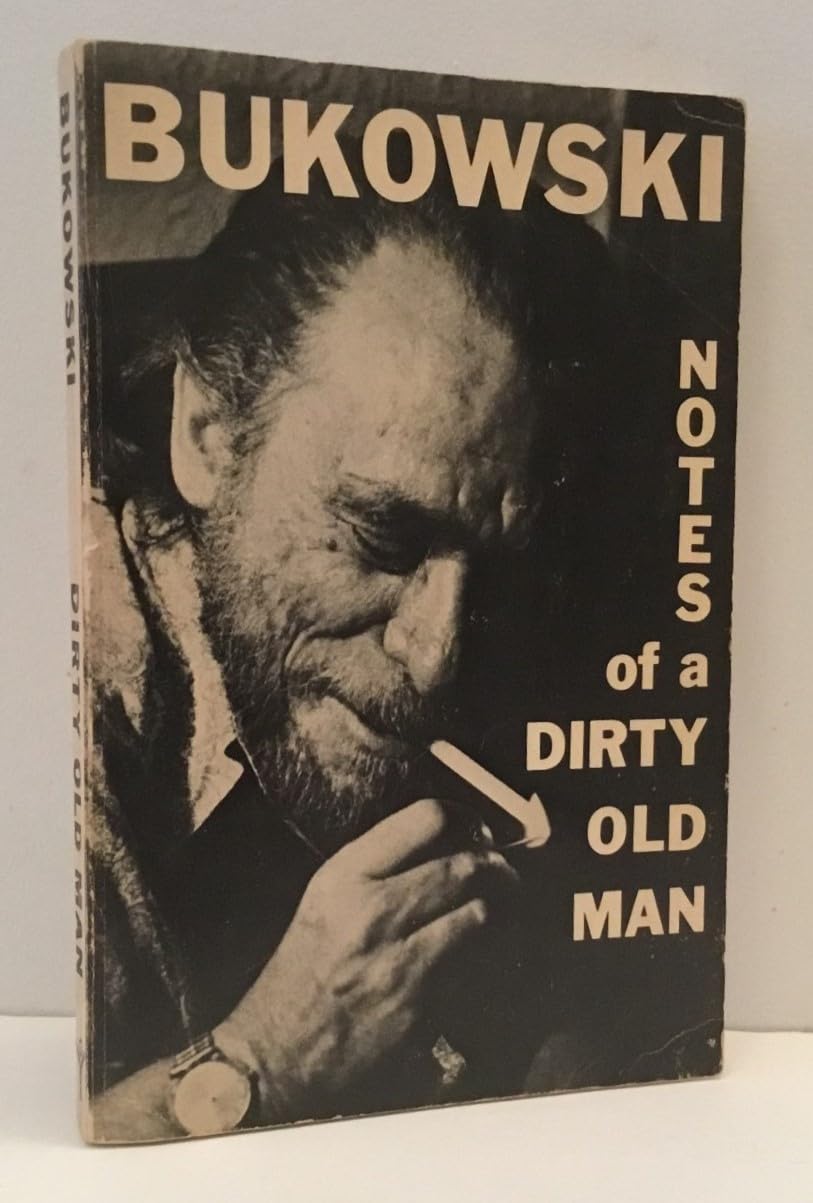 BUKOWSKI
NOTES
of a
DIRTY
OLD
MAN
BUKOWSKI
DIRTY OLD MAN